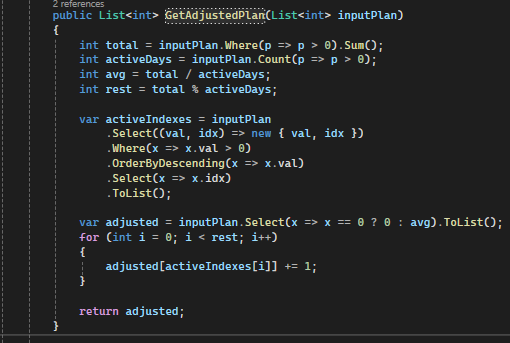 2 references
public List<int> GetAdjustedPlan(List<int> inputPlan)
{
    int total = inputPlan.Where(p => p > 0).Sum();
    int activeDays = inputPlan.Count(p => p > 0);
    int avg = total / activeDays;
    int rest = total % activeDays;

    var activeIndexes = inputPlan
        .Select((val, idx) => new { val, idx })
        .Where(x => x.val > 0)
        .OrderByDescending(x => x.val)
        .Select(x => x.idx)
        .ToList();

    var adjusted = inputPlan.Select(x => x == 0 ? 0 : avg).ToList();
    for (int i = 0; i < rest; i++)
    {
        adjusted[activeIndexes[i]] += 1;
    }

    return adjusted;
}